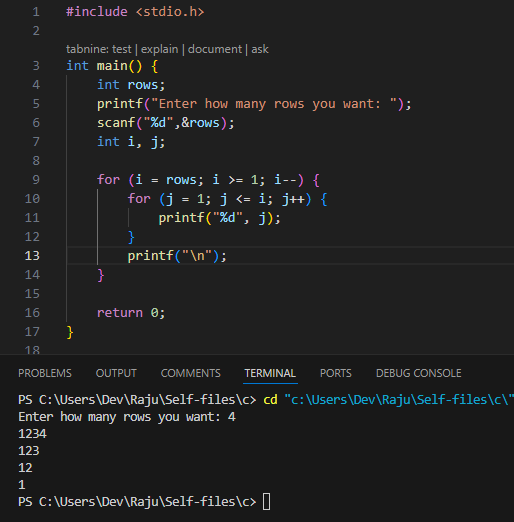 1 #include <stdio.h>
2
tabnine: test | explain | document | ask
3 int main() {
4 int rows;
5 printf("Enter how many rows you want: ");
6 scanf("%d",&rows);
7 int i, j;
8
9 for (i = rows; i >= 1; i--) {
10 for (j = 1; j <= i; j++) {
11 printf("%d", j);
12 }
13 printf("\n");
14 }
15
16 return 0;
17 }
18
PROBLEMS OUTPUT COMMENTS TERMINAL PORTS DEBUG CONSOLE
PS C:\Users\Dev\Raju\Self-files\c> cd "c:\Users\Dev\Raju\Self-files\c\"
Enter how many rows you want: 4
1234
123
12
1
PS C:\Users\Dev\Raju\Self-files\c>